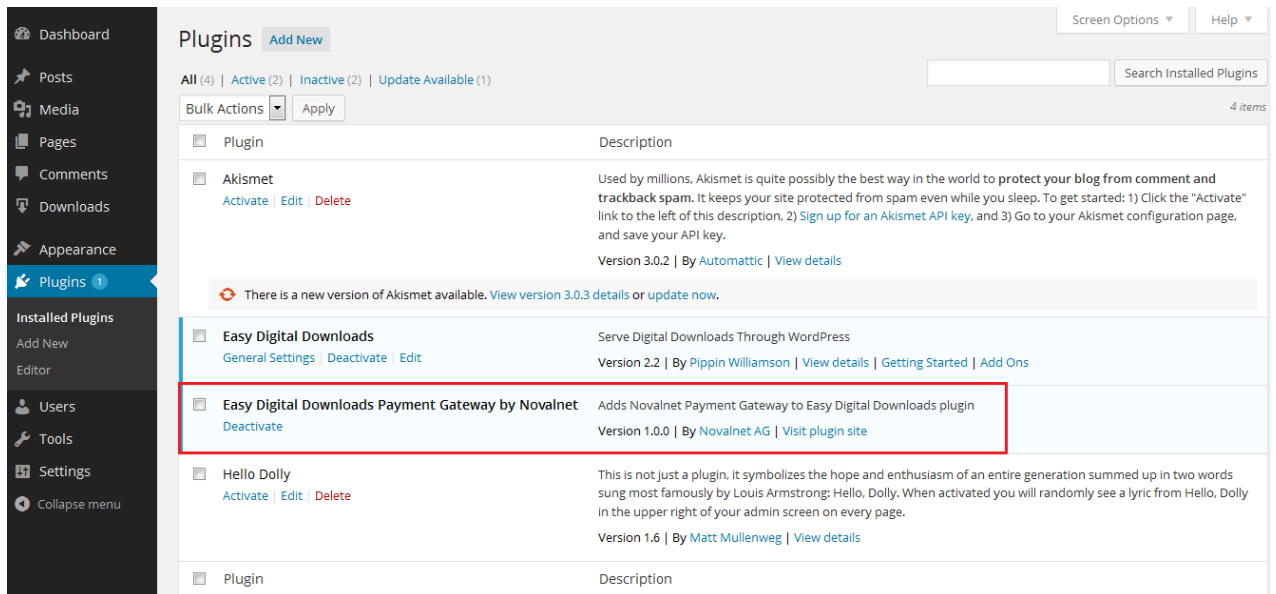 Screen Options ▼ Help ▼
Dashboard
Posts
Media
Pages
Comments
Downloads
Appearance
Plugins 1
Installed Plugins
Add New
Editor
Users
Tools
Settings
Collapse menu
Plugins Add New
All (4) | Active (2) | Inactive (2) | Update Available (1)
Search Installed Plugins
Bulk Actions Apply
4 items
Plugin Description
Akismet
Activate | Edit | Delete
Used by millions, Akismet is quite possibly the best way in the world to protect your blog from comment and
trackback spam. It keeps your site protected from spam even while you sleep. To get started: 1) Click the "Activate"
link to the left of this description, 2) Sign up for an Akismet API key, and 3) Go to your Akismet configuration page,
and save your API key.
Version 3.0.2 | By Automattic | View details
There is a new version of Akismet available. View version 3.0.3 details or update now.
Easy Digital Downloads
General Settings | Deactivate | Edit
Serve Digital Downloads Through WordPress
Version 2.2 | By Pippin Williamson | View details | Getting Started | Add Ons
Easy Digital Downloads Payment Gateway by Novalnet
Deactivate
Adds Novalnet Payment Gateway to Easy Digital Downloads plugin
Version 1.0.0 | By Novalnet AG | Visit plugin site
Hello Dolly
Activate | Edit | Delete
This is not just a plugin, it symbolizes the hope and enthusiasm of an entire generation summed up in two words
sung most famously by Louis Armstrong: Hello, Dolly. When activated you will randomly see a lyric from Hello, Dolly
in the upper right of your admin screen on every page.
Version 1.6 | By Matt Mullenweg | View details
Plugin Description